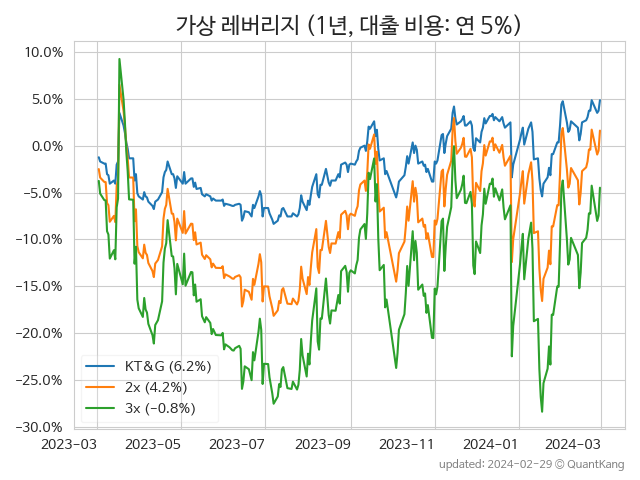 가상 레버리지 (1년, 대출 비용: 연 5%)
10.0%
5.0%
0.0%
−5.0%
−10.0%
−15.0%
−20.0%
−25.0%
−30.0%
KT&G (6.2%)
2x (4.2%)
3x (−0.8%)
2023-03 2023-05 2023-07 2023-09 2023-11 2024-01 2024-03
updated: 2024-02-29 © QuantKang